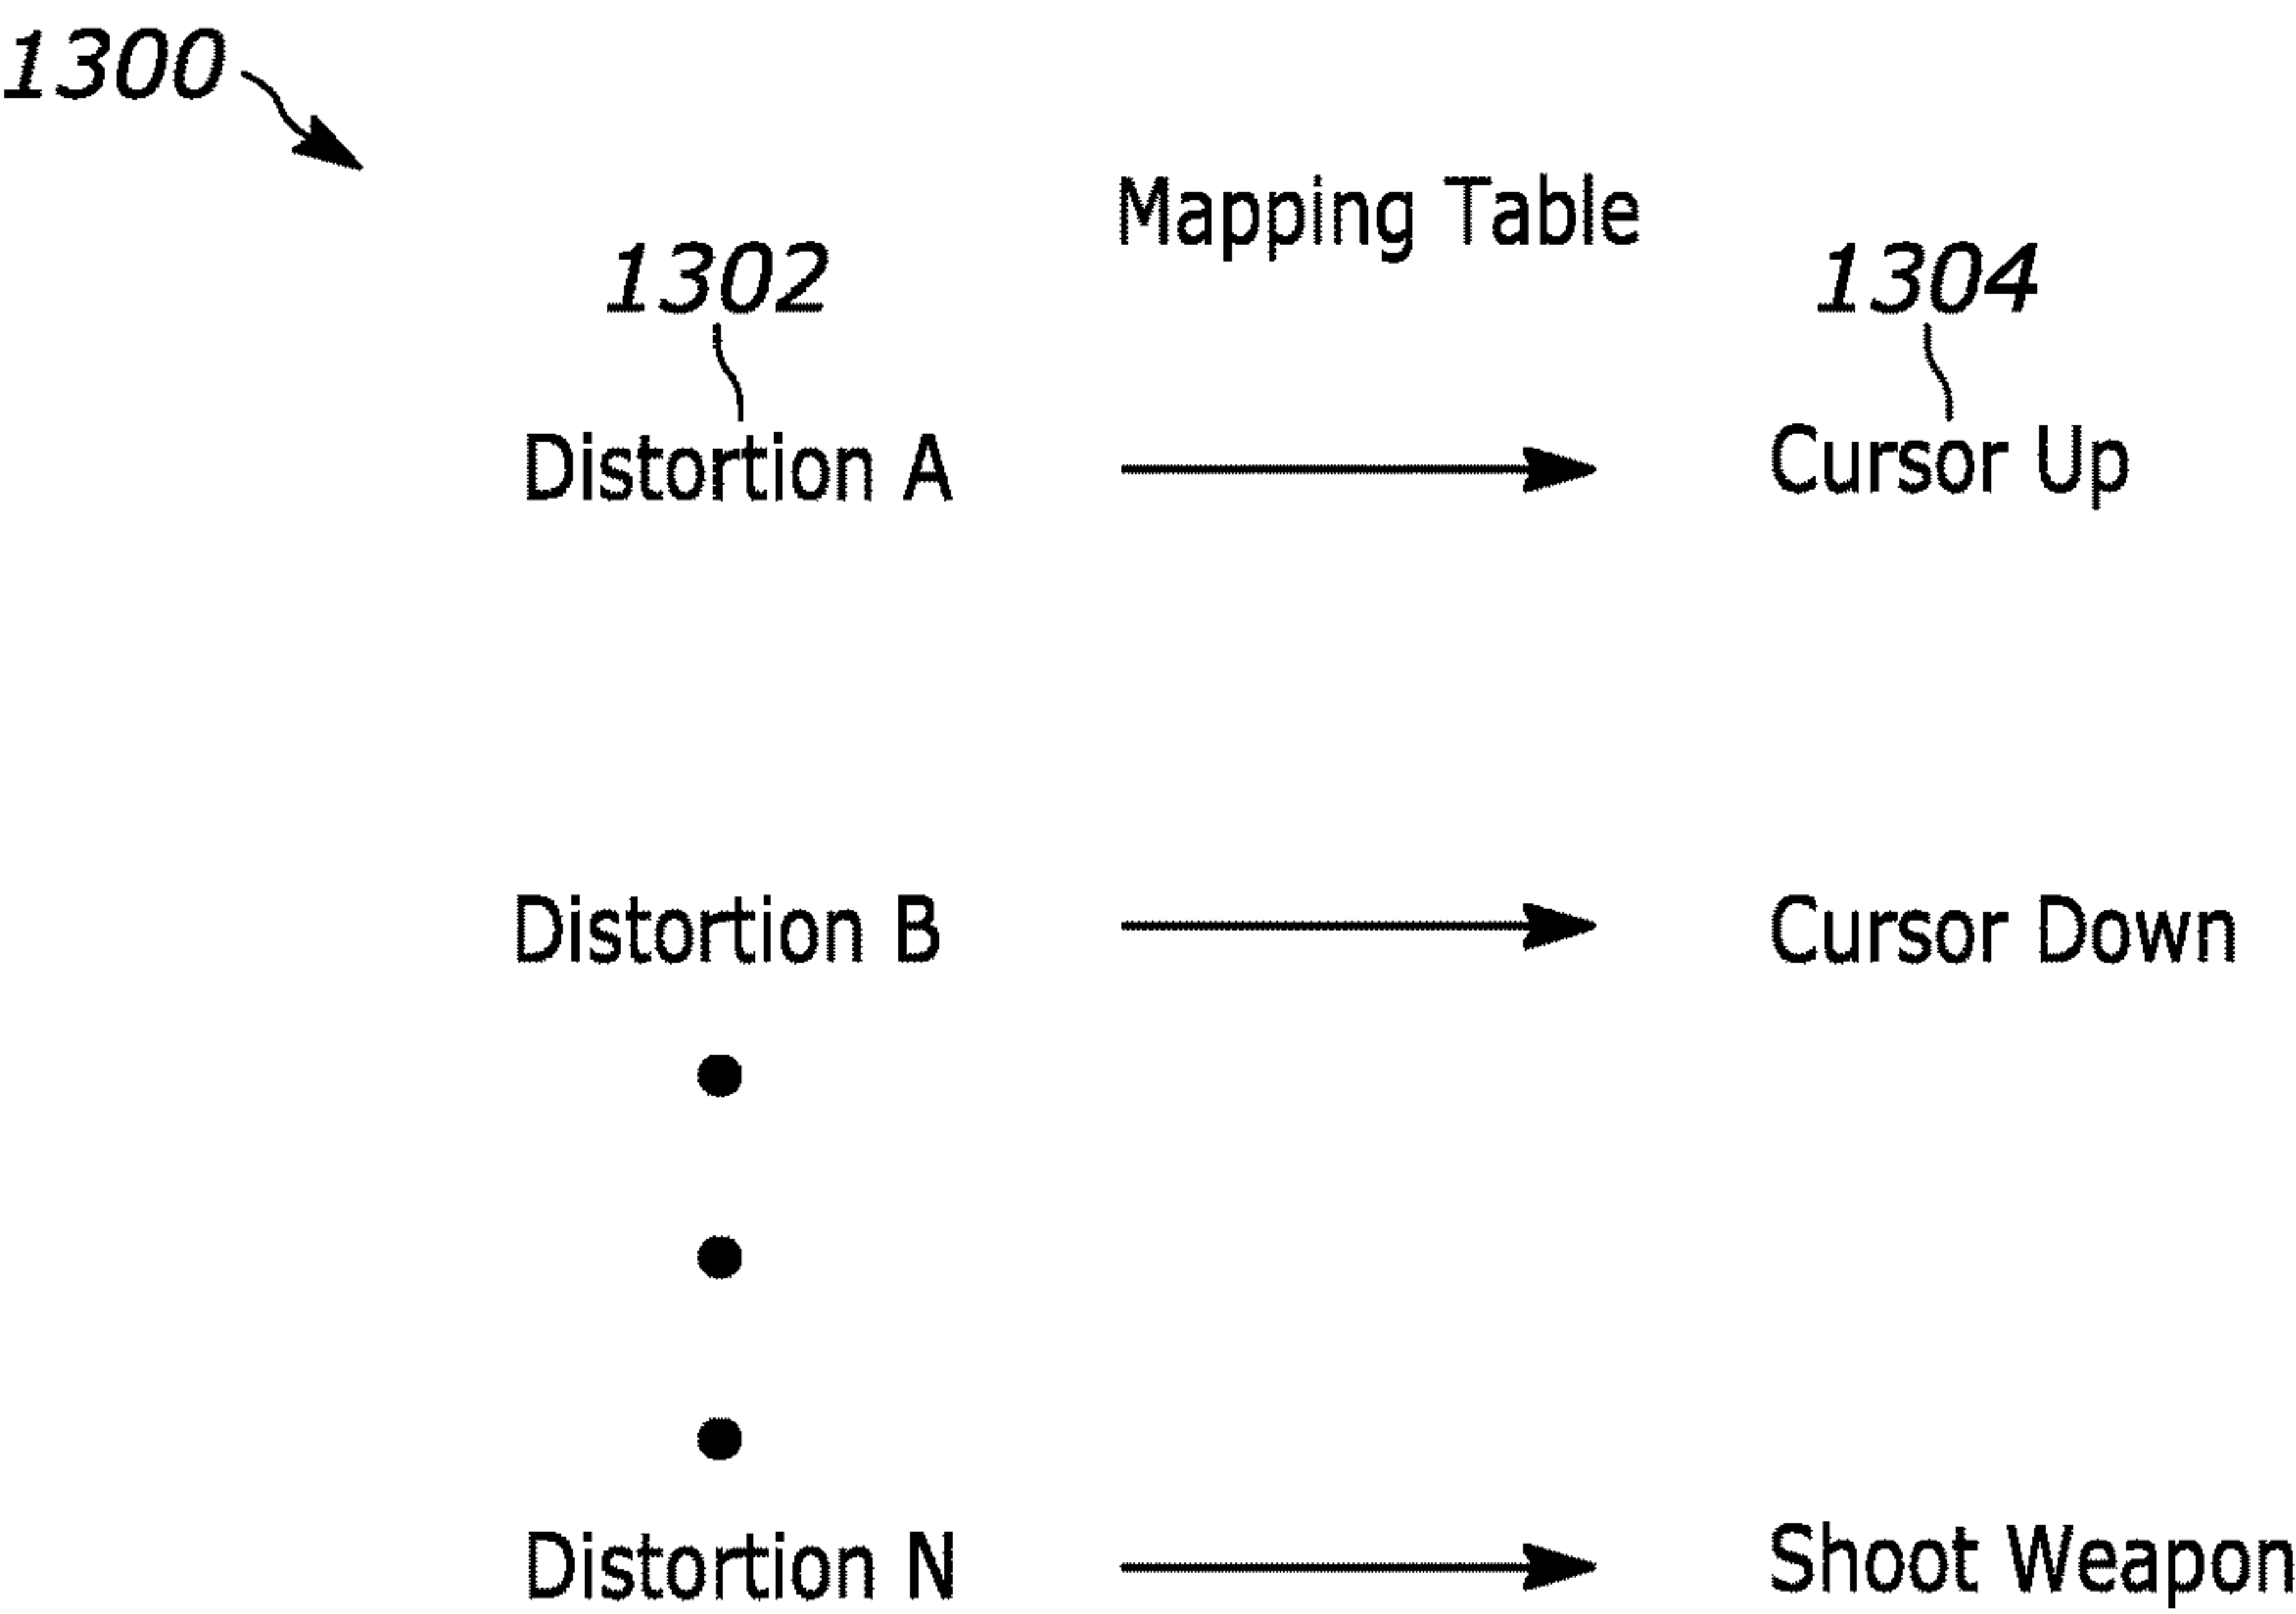 1300
Mapping Table
1302
1304
Distortion A
Cursor Up
Distortion B
Cursor Down
Distortion N
Shoot Weapon